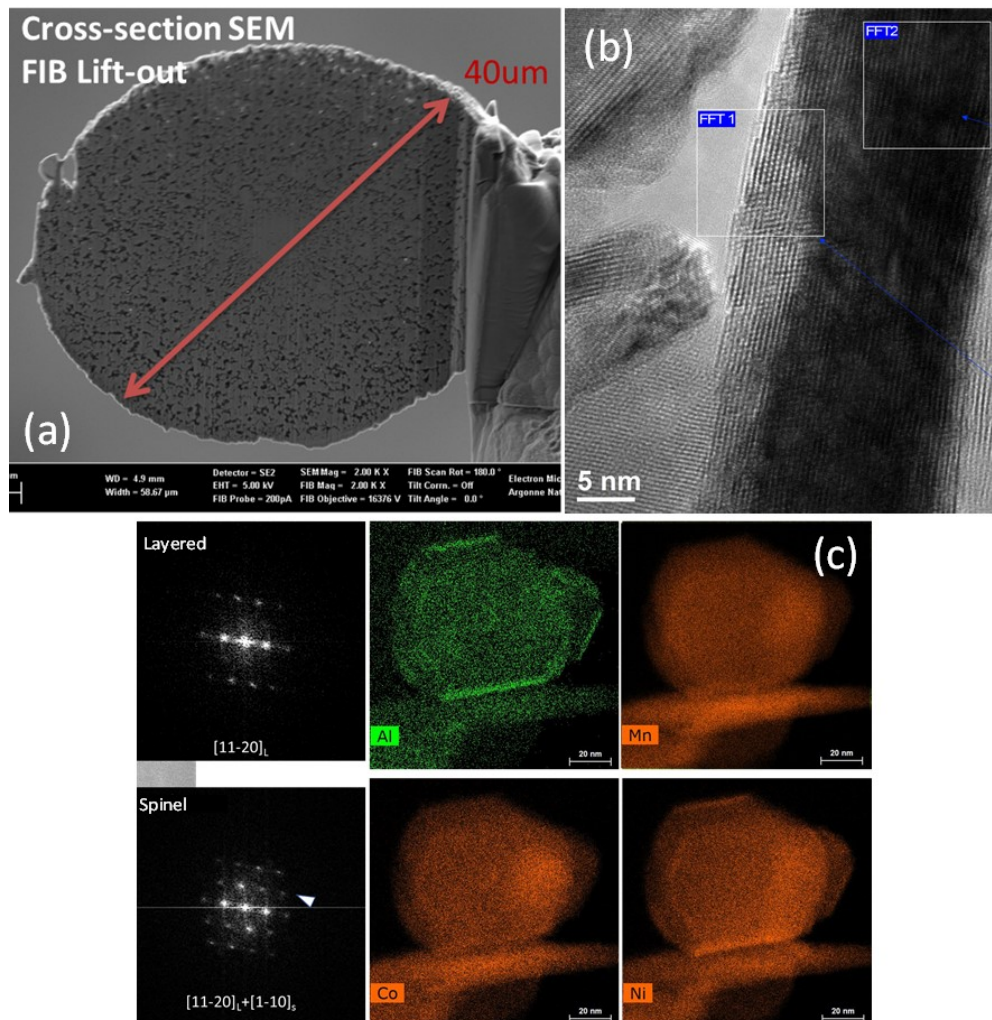 Cross-section SEM
FIB Lift-out
40um
(a)
WD = 4.9 mm
Width = 58.67 µm
Detector = SE2
EHT = 5.00 kV
FIB Probe = 200pA
SEM Mag = 2.00 K X
FIB Mag = 2.00 K X
FIB Objective = 16376 V
FIB Scan Rot = 180.0 °
Tilt Corrn. = Off
Tilt Angle = 0.0 °
Electron Mic
Argonne Nat
(b)
FFT 1
FFT2
5 nm
Layered
[11-20]L
Spinel
[11-20]L+[1-10]s
(c)
Al
20 nm
Mn
20 nm
Co
20 nm
Ni
20 nm